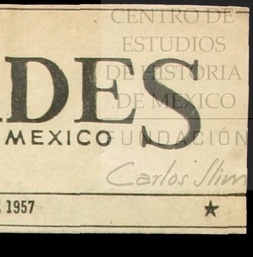 CENTRO DE
ESTUDIOS
DE HISTORIA
DE MEXICO
FUNDACIÓN
Carlos Slim
DES
MEXICO
1957